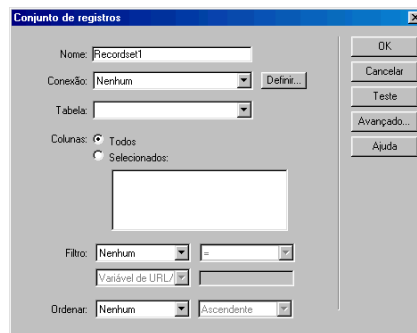 Conjunto de registros
Nome: Recordset1
Conexão: Nenhum Definir...
Tabela:
Colunas: Todos
Selecionados:
Filtro: Nenhum =
Variável de URL/
Ordenar: Nenhum Ascendente
OK
Cancelar
Teste
Avançado...
Ajuda